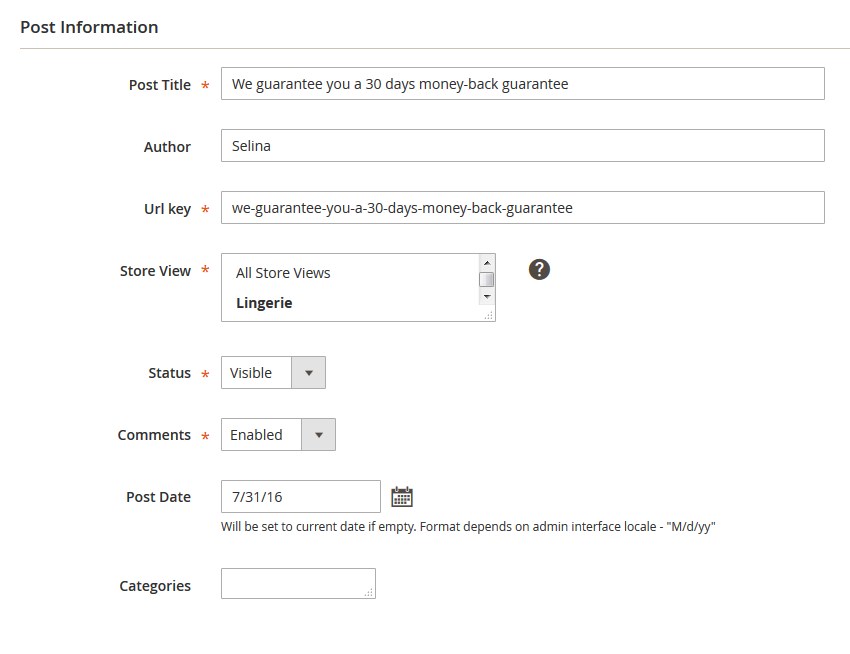 Post Information
Post Title * We guarantee you a 30 days money-back guarantee
Author Selina
Url key * we-guarantee-you-a-30-days-money-back-guarantee
Store View * All Store Views ?
Lingerie
Status * Visible
Comments * Enabled
Post Date 7/31/16
Will be set to current date if empty. Format depends on admin interface locale - "M/d/yy"
Categories